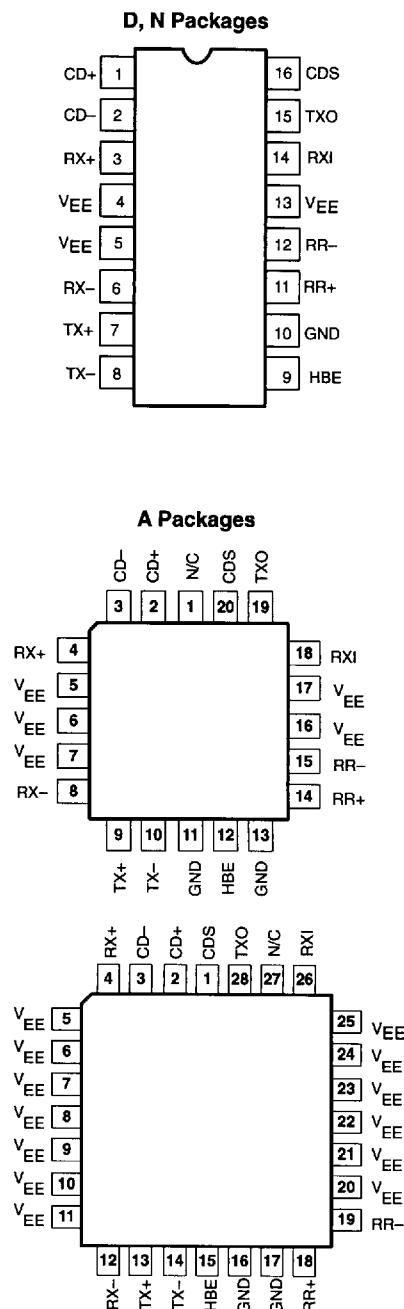 D, N Packages
CD+ 1 16 CDS
CD– 2 15 TXO
RX+ 3 14 RXI
VEE 4 13 VEE
VEE 5 12 RR–
RX– 6 11 RR+
TX+ 7 10 GND
TX– 8 9 HBE
A Packages
CD– CD+ N/C CDS TXO
3 2 1 20 19
RX+ 4 18 RXI
VEE 5 17 VEE
VEE 6 16 VEE
VEE 7 15 RR–
RX– 8 14 RR+
9 10 11 12 13
TX+ TX– GND HBE GND
RX+ CD– CD+ CDS TXO N/C RXI
4 3 2 1 28 27 26
VEE 5 25 VEE
VEE 6 24 VEE
VEE 7 23 VEE
VEE 8 22 VEE
VEE 9 21 VEE
VEE 10 20 VEE
VEE 11 19 RR–
12 13 14 15 16 17 18
RX– TX+ TX– HBE GND GND RR+